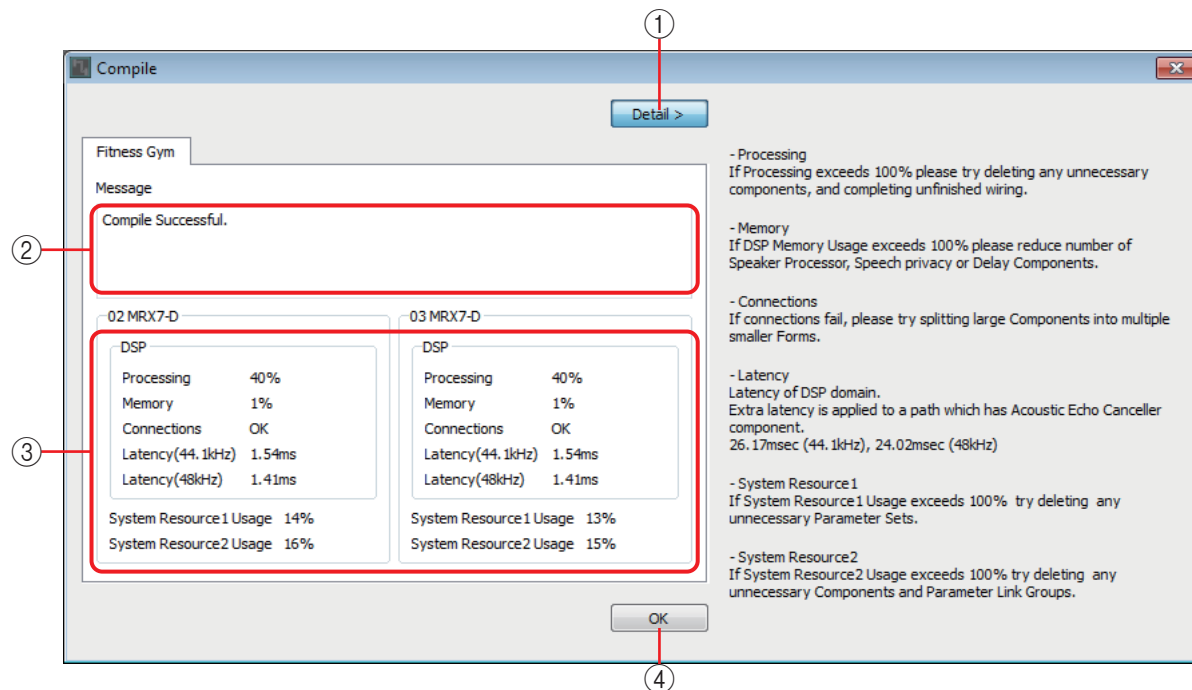 ①
Compile
Detail >
Fitness Gym
Message
Compile Successful.
②
02 MRX7-D
DSP
Processing 40%
Memory 1%
Connections OK
Latency(44.1kHz) 1.54ms
Latency(48kHz) 1.41ms
System Resource1 Usage 14%
System Resource2 Usage 16%
03 MRX7-D
DSP
Processing 40%
Memory 1%
Connections OK
Latency(44.1kHz) 1.54ms
Latency(48kHz) 1.41ms
System Resource1 Usage 13%
System Resource2 Usage 15%
③
- Processing
If Processing exceeds 100% please try deleting any unnecessary
components, and completing unfinished wiring.
- Memory
If DSP Memory Usage exceeds 100% please reduce number of
Speaker Processor, Speech privacy or Delay Components.
- Connections
If connections fail, please try splitting large Components into multiple
smaller Forms.
- Latency
Latency of DSP domain.
Extra latency is applied to a path which has Acoustic Echo Canceller
component.
26.17msec (44.1kHz), 24.02msec (48kHz)
- System Resource1
If System Resource1 Usage exceeds 100% try deleting any
unnecessary Parameter Sets.
- System Resource2
If System Resource2 Usage exceeds 100% try deleting any
unnecessary Components and Parameter Link Groups.
OK
④